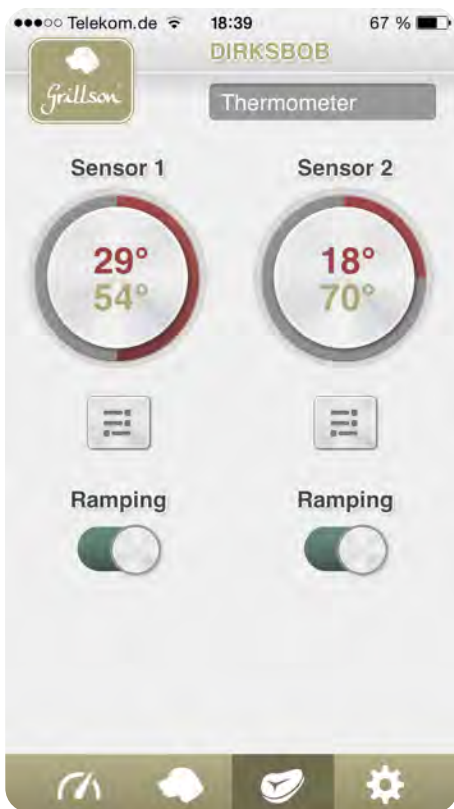 Telekom.de 18:39 67 %
DIRKSBOB
Grillson
Thermometer
Sensor 1 Sensor 2
29° 18°
54° 70°
Ramping Ramping